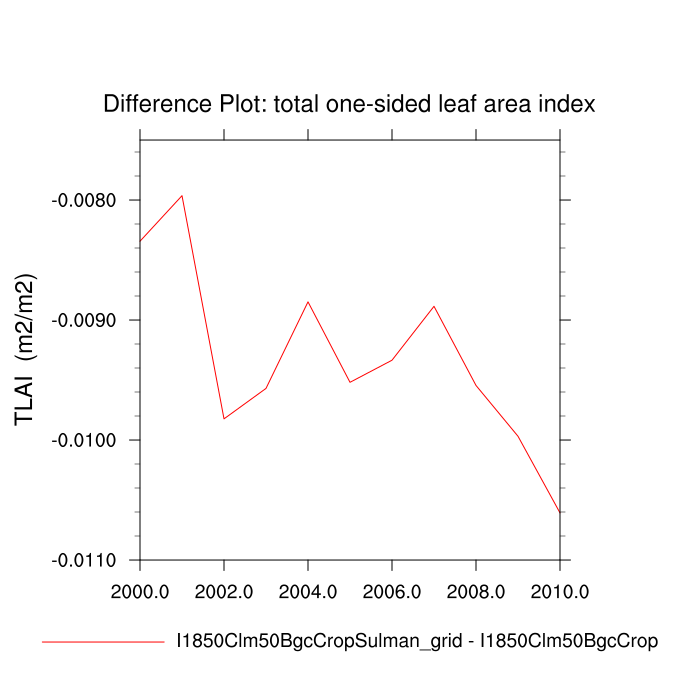 Difference Plot: total one-sided leaf area index
TLAI (m2/m2)
-0.0080
-0.0090
-0.0100
-0.0110
2000.0 2002.0 2004.0 2006.0 2008.0 2010.0
I1850Clm50BgcCropSulman_grid - I1850Clm50BgcCrop